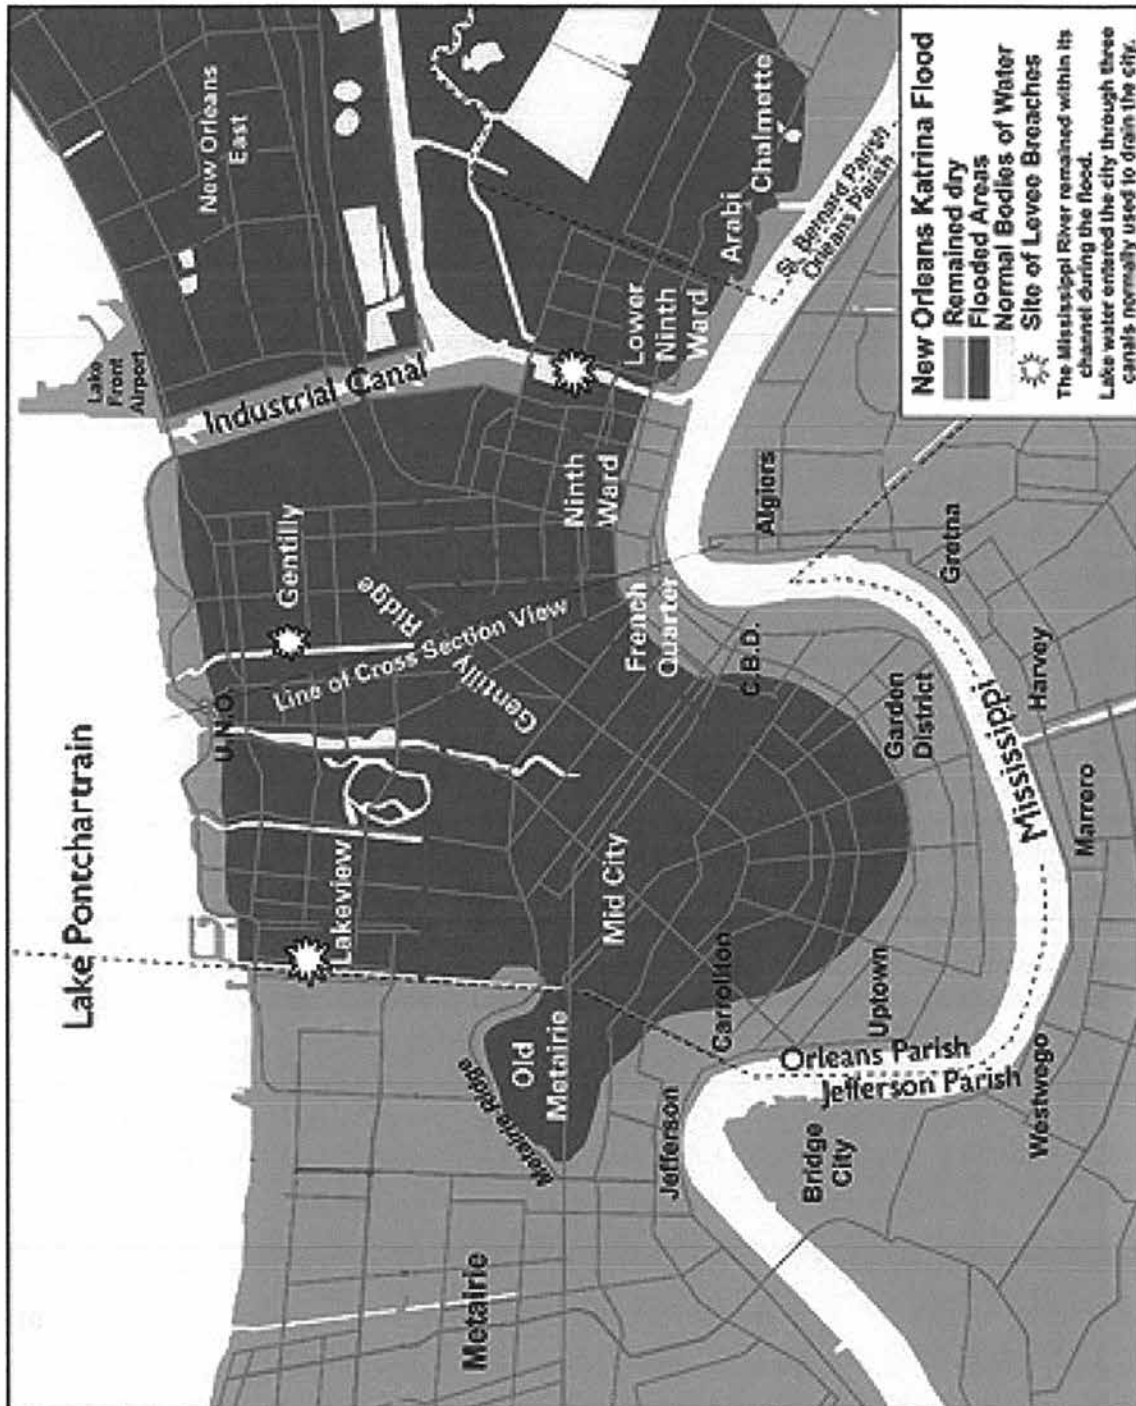 Lake Pontchartrain
Lake
Front
Airport
New Orleans
East
U.N.O.
Industrial Canal
Gentilly
Lakeview
Line of Cross Section View
Gentilly Ridge
Metairie
Metairie Ridge
Old
Metairie
Mid City
Ninth
Ward
Lower
Ninth
Ward
French
Quarter
Jefferson
Carrollton
C.B.D.
Arabi
Chalmette
Algiers
St. Bernard Parish
Orleans Parish
Bridge
City
Orleans Parish
Jefferson Parish
Uptown
Garden
District
Gretna
Mississippi
Westwego
Marrero
Harvey
New Orleans Katrina Flood
Remained dry
Flooded Areas
Normal Bodies of Water
Site of Levee Breaches
The Mississippi River remained within its
channel during the flood.
Lake water entered the city through three
canals normally used to drain the city.